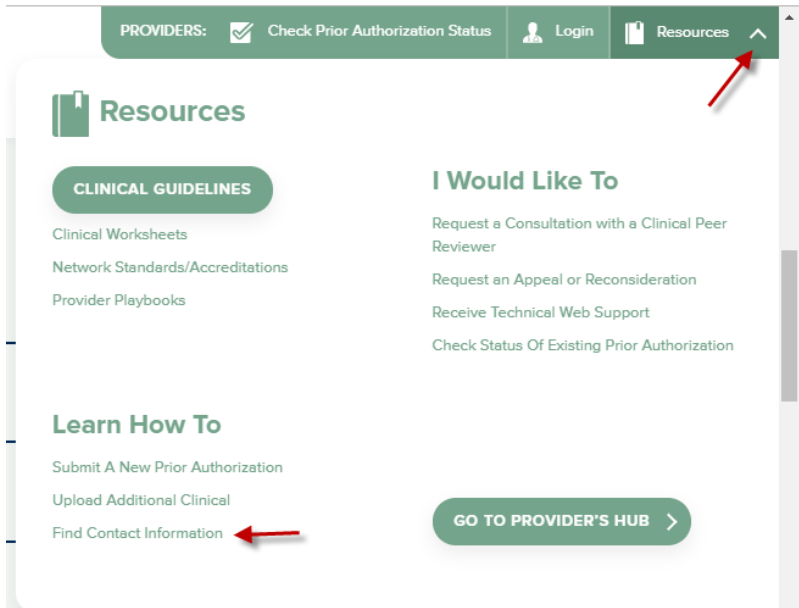 PROVIDERS: Check Prior Authorization Status Login Resources
Resources
CLINICAL GUIDELINES
Clinical Worksheets
Network Standards/Accreditations
Provider Playbooks
I Would Like To
Request a Consultation with a Clinical Peer
Reviewer
Request an Appeal or Reconsideration
Receive Technical Web Support
Check Status Of Existing Prior Authorization
Learn How To
Submit A New Prior Authorization
Upload Additional Clinical
Find Contact Information
GO TO PROVIDER'S HUB